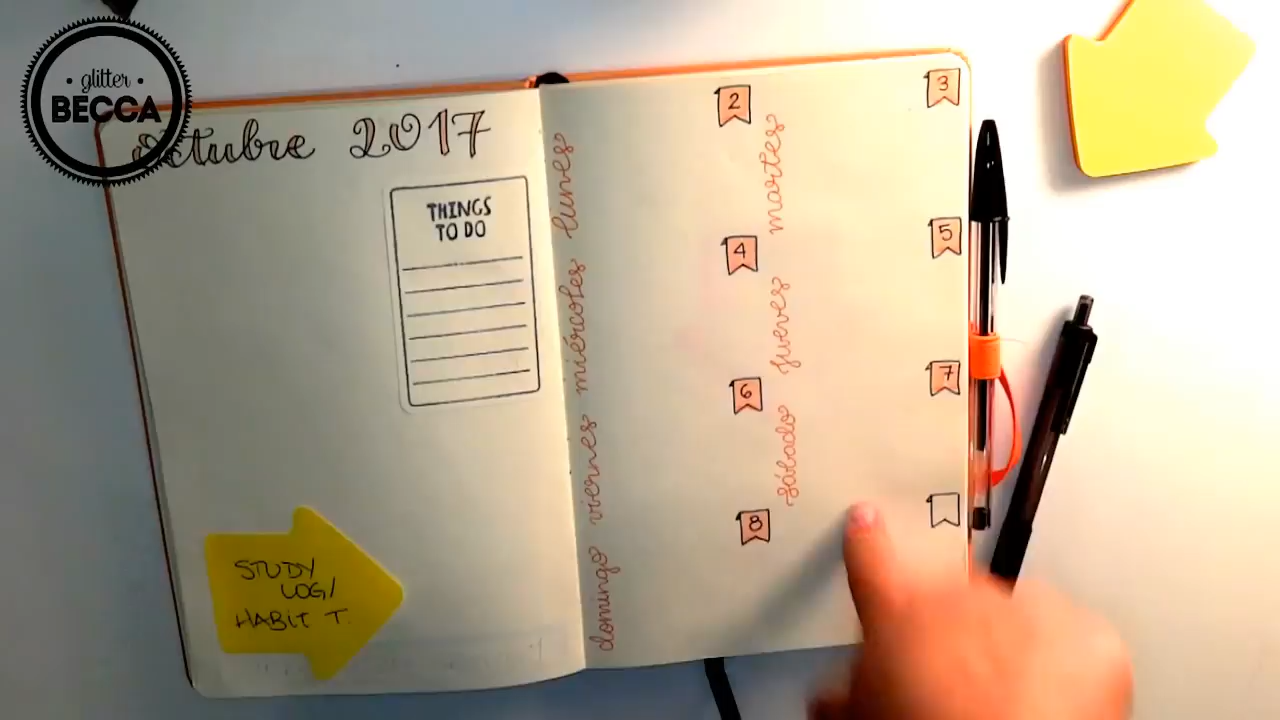 glitter
BECCA
octubre 2017
THINGS
TO DO
STUDY
LOG/
HABIT T.
lunes
2
martes
3
miércoles
4
jueves
5
viernes
6
sábado
7
domingo
8